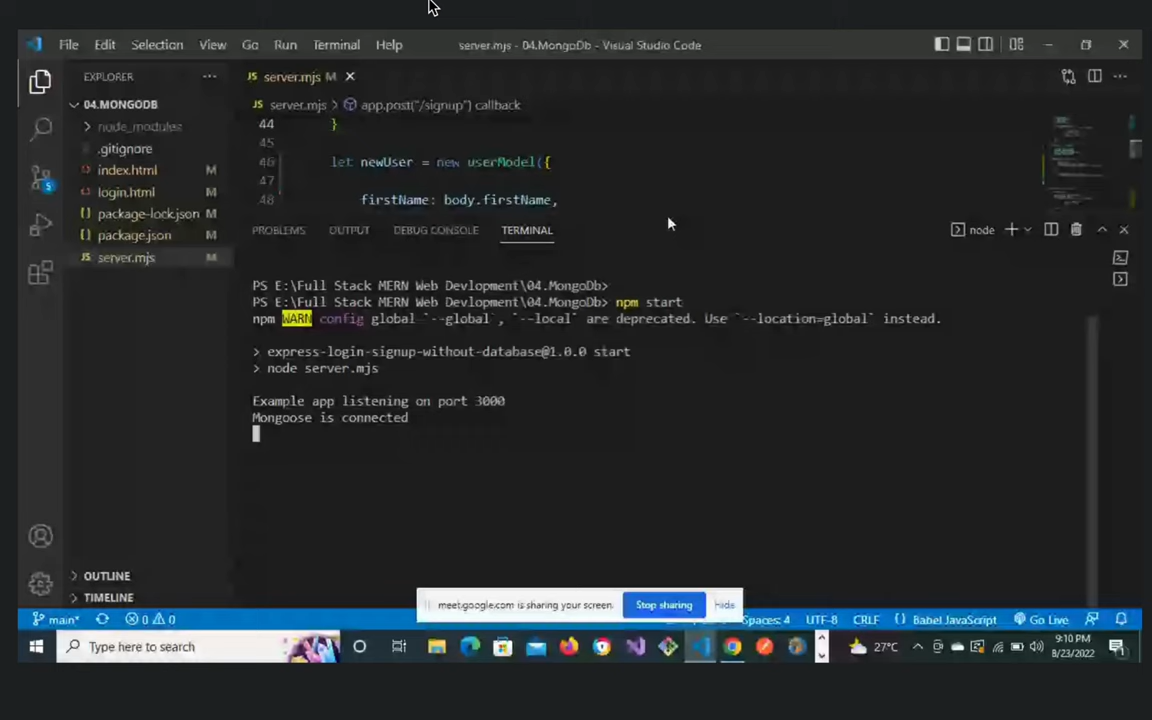 File Edit Selection View Go Run Terminal Help server.mjs - 04.MongoDb - Visual Studio Code
EXPLORER
04.MONGODB
node_modules
.gitignore
index.html M
login.html M
package-lock.json M
package.json M
server.mjs M
OUTLINE
TIMELINE
JS server.mjs M
JS server.mjs > app.post("/signup") callback
44 }
45
46 let newUser = new userModel({
47
48 firstName: body.firstName,
PROBLEMS OUTPUT DEBUG CONSOLE TERMINAL node
PS E:\Full Stack MERN Web Devlopment\04.MongoDb>
PS E:\Full Stack MERN Web Devlopment\04.MongoDb> npm start
npm WARN config global `--global`, `--local` are deprecated. Use `--location=global` instead.
> express-login-signup-without-database@1.0.0 start
> node server.mjs
Example app listening on port 3000
Mongoose is connected
meet.google.com is sharing your screen. Stop sharing Hide
main* 0 0 Spaces: 4 UTF-8 CRLF {} Babel JavaScript Go Live
Type here to search 27°C 9:10 PM
8/23/2022